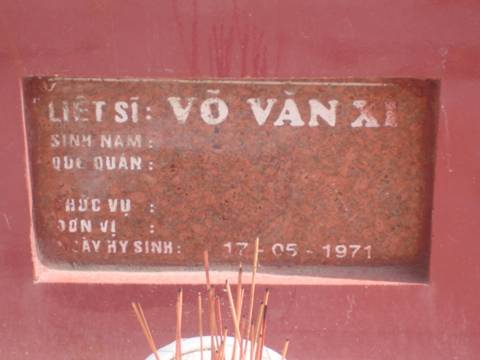 LIỆT SĨ: VÕ VĂN XI
SINH NĂM :
QUÊ QUÁN :
CHỨC VỤ :
ĐƠN VỊ :
NGÀY HY SINH: 17 - 05 - 1971